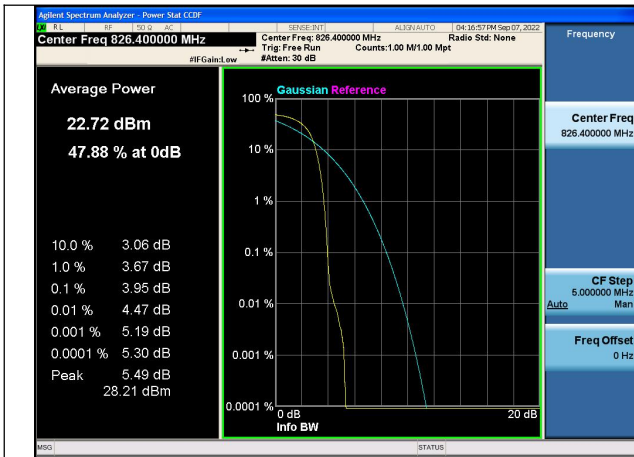 Agilent Spectrum Analyzer - Power Stat CCDF
RL RF 50 Ω AC SENSE:INT ALIGN AUTO 04:16:57 PM Sep 07, 2022
Center Freq 826.400000 MHz
Center Freq: 826.400000 MHz Radio Std: None
Trig: Free Run Counts:1.00 M/1.00 Mpt
#IFGain:Low #Atten: 30 dB
Frequency
Average Power
22.72 dBm
47.88 % at 0dB
10.0 % 3.06 dB
1.0 % 3.67 dB
0.1 % 3.95 dB
0.01 % 4.47 dB
0.001 % 5.19 dB
0.0001 % 5.30 dB
Peak 5.49 dB
28.21 dBm
Gaussian Reference
100 %
10 %
1 %
0.1 %
0.01 %
0.001 %
0.0001 %
0 dB 20 dB
Info BW
Center Freq
826.400000 MHz
CF Step
5.000000 MHz
Auto Man
Freq Offset
0 Hz
MSG STATUS